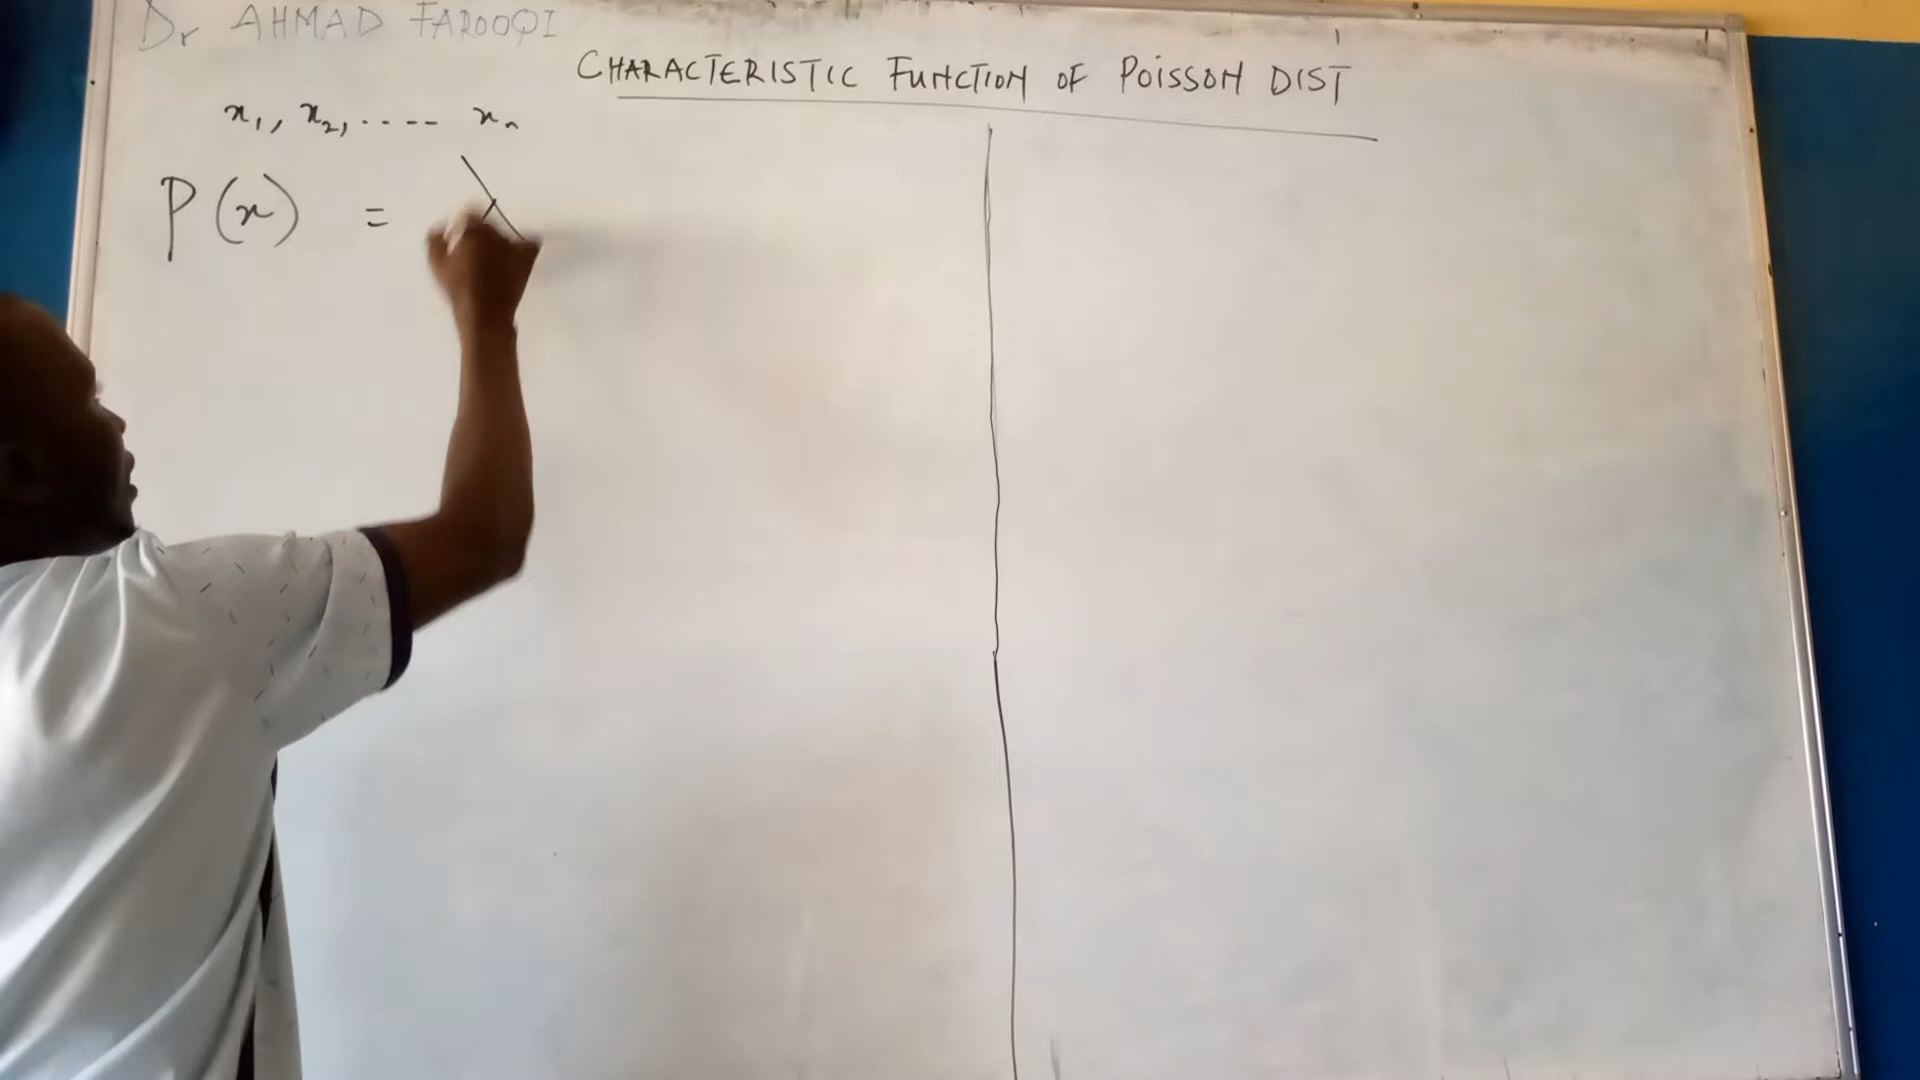 Dr AHMAD FAROOQI
CHARACTERISTIC FUNCTION OF POISSON DIST
x₁, x₂, .... xₙ
P(x) = λ